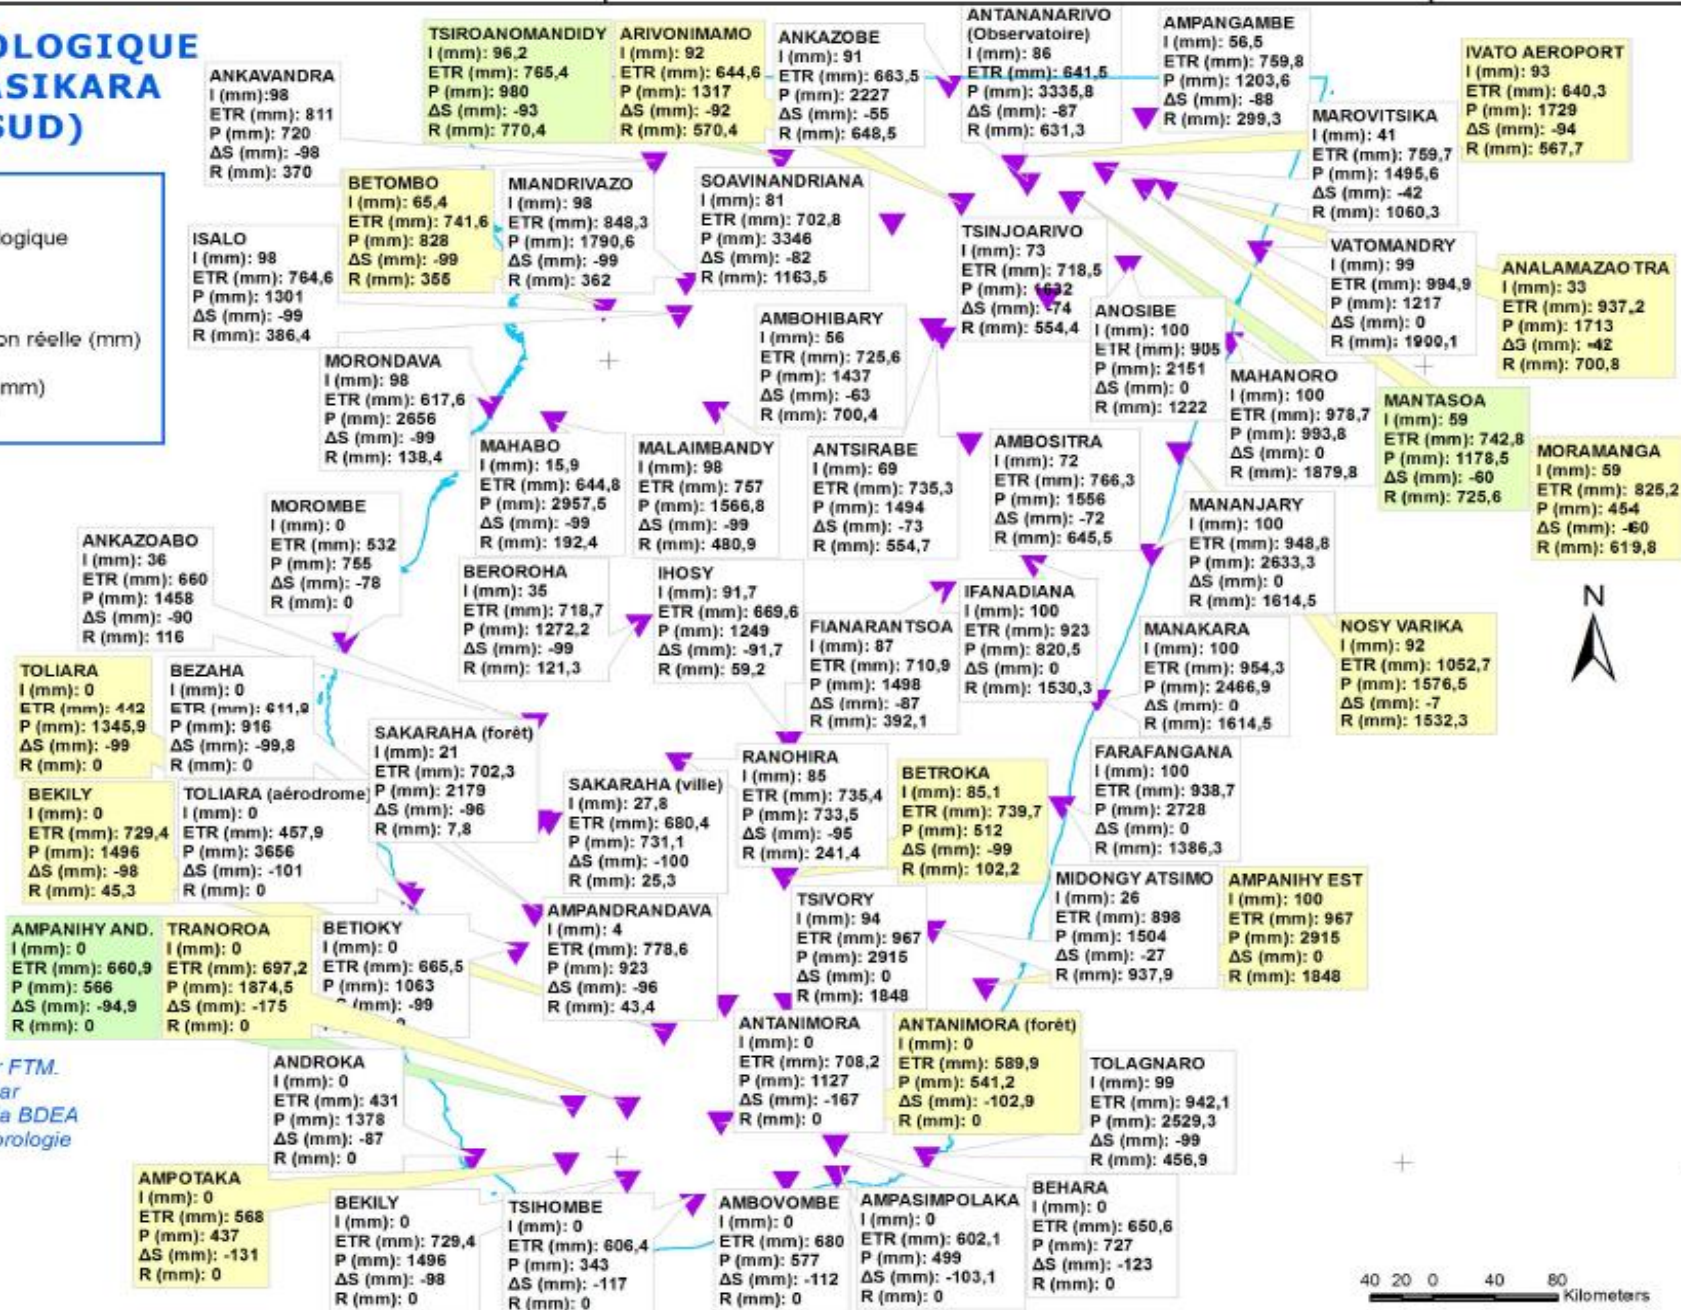 OLOGIQUE
ASIKARA
SUD)
logique
on réelle (mm)
mm)
ANKAVANDRA
I (mm):98
ETR (mm): 811
P (mm): 720
ΔS (mm): -98
R (mm): 370
TSIROANOMANDIDY
I (mm): 96,2
ETR (mm): 765,4
P (mm): 980
ΔS (mm): -93
R (mm): 770,4
ARIVONIMAMO
I (mm): 92
ETR (mm): 644,6
P (mm): 1317
ΔS (mm): -92
R (mm): 570,4
ANKAZOBE
I (mm): 91
ETR (mm): 663,5
P (mm): 2227
ΔS (mm): -55
R (mm): 648,5
ANTANANARIVO
(Observatoire)
I (mm): 86
ETR (mm): 641,5
P (mm): 3335,8
ΔS (mm): -87
R (mm): 631,3
AMPANGAMBE
I (mm): 56,5
ETR (mm): 759,8
P (mm): 1203,6
ΔS (mm): -88
R (mm): 299,3
IVATO AEROPORT
I (mm): 93
ETR (mm): 640,3
P (mm): 1729
ΔS (mm): -94
R (mm): 567,7
MAROVITSIKA
I (mm): 41
ETR (mm): 759,7
P (mm): 1495,6
ΔS (mm): -42
R (mm): 1060,3
ISALO
I (mm): 98
ETR (mm): 764,6
P (mm): 1301
ΔS (mm): -99
R (mm): 386,4
BETOMBO
I (mm): 65,4
ETR (mm): 741,6
P (mm): 828
ΔS (mm): -99
R (mm): 355
MIANDRIVAZO
I (mm): 98
ETR (mm): 848,3
P (mm): 1790,6
ΔS (mm): -99
R (mm): 362
SOAVINANDRIANA
I (mm): 81
ETR (mm): 702,8
P (mm): 3346
ΔS (mm): -82
R (mm): 1163,5
TSINJOARIVO
I (mm): 73
ETR (mm): 718,5
P (mm): 1632
ΔS (mm): -74
R (mm): 554,4
VATOMANDRY
I (mm): 99
ETR (mm): 994,9
P (mm): 1217
ΔS (mm): 0
R (mm): 1900,1
ANALAMAZAOTRA
I (mm): 33
ETR (mm): 937,2
P (mm): 1713
ΔS (mm): -42
R (mm): 700,8
MORONDAVA
I (mm): 98
ETR (mm): 617,6
P (mm): 2656
ΔS (mm): -99
R (mm): 138,4
AMBOHIBARY
I (mm): 56
ETR (mm): 725,6
P (mm): 1437
ΔS (mm): -63
R (mm): 700,4
ANOSIBE
I (mm): 100
ETR (mm): 905
P (mm): 2151
ΔS (mm): 0
R (mm): 1222
MAHANORO
I (mm): 100
ETR (mm): 978,7
P (mm): 993,8
ΔS (mm): 0
R (mm): 1879,8
MANTASOA
I (mm): 59
ETR (mm): 742,8
P (mm): 1178,5
ΔS (mm): -60
R (mm): 725,6
MORAMANGA
I (mm): 59
ETR (mm): 825,2
P (mm): 454
ΔS (mm): -60
R (mm): 619,8
MAHABO
I (mm): 15,9
ETR (mm): 644,8
P (mm): 2957,5
ΔS (mm): -99
R (mm): 192,4
MALAIMBANDY
I (mm): 98
ETR (mm): 757
P (mm): 1566,8
ΔS (mm): -99
R (mm): 480,9
ANTSIRABE
I (mm): 69
ETR (mm): 735,3
P (mm): 1494
ΔS (mm): -73
R (mm): 554,7
AMBOSITRA
I (mm): 72
ETR (mm): 766,3
P (mm): 1556
ΔS (mm): -72
R (mm): 645,5
MANANJARY
I (mm): 100
ETR (mm): 948,8
P (mm): 2633,3
ΔS (mm): 0
R (mm): 1614,5
MOROMBE
I (mm): 0
ETR (mm): 532
P (mm): 755
ΔS (mm): -78
R (mm): 0
ANKAZOABO
I (mm): 36
ETR (mm): 660
P (mm): 1458
ΔS (mm): -90
R (mm): 116
BEROROHA
I (mm): 35
ETR (mm): 718,7
P (mm): 1272,2
ΔS (mm): -99
R (mm): 121,3
IHOSY
I (mm): 91,7
ETR (mm): 669,6
P (mm): 1249
ΔS (mm): -91,7
R (mm): 59,2
FIANARANTSOA
I (mm): 87
ETR (mm): 710,9
P (mm): 1498
ΔS (mm): -87
R (mm): 392,1
IFANADIANA
I (mm): 100
ETR (mm): 923
P (mm): 820,5
ΔS (mm): 0
R (mm): 1530,3
MANAKARA
I (mm): 100
ETR (mm): 954,3
P (mm): 2466,9
ΔS (mm): 0
R (mm): 1614,5
NOSY VARIKA
I (mm): 92
ETR (mm): 1052,7
P (mm): 1576,5
ΔS (mm): -7
R (mm): 1532,3
N
TOLIARA
I (mm): 0
ETR (mm): 442
P (mm): 1345,9
ΔS (mm): -99
R (mm): 0
BEZAHA
I (mm): 0
ETR (mm): 611,9
P (mm): 916
ΔS (mm): -99,8
R (mm): 0
SAKARAHA (forêt)
I (mm): 21
ETR (mm): 702,3
P (mm): 2179
ΔS (mm): -96
R (mm): 7,8
SAKARAHA (ville)
I (mm): 27,8
ETR (mm): 680,4
P (mm): 731,1
ΔS (mm): -100
R (mm): 25,3
RANOHIRA
I (mm): 85
ETR (mm): 735,4
P (mm): 733,5
ΔS (mm): -95
R (mm): 241,4
BETROKA
I (mm): 85,1
ETR (mm): 739,7
P (mm): 512
ΔS (mm): -99
R (mm): 102,2
FARAFANGANA
I (mm): 100
ETR (mm): 938,7
P (mm): 2728
ΔS (mm): 0
R (mm): 1386,3
BEKILY
I (mm): 0
ETR (mm): 729,4
P (mm): 1496
ΔS (mm): -98
R (mm): 45,3
TOLIARA (aérodrome)
I (mm): 0
ETR (mm): 457,9
P (mm): 3656
ΔS (mm): -101
R (mm): 0
MIDONGY ATSIMO
I (mm): 26
ETR (mm): 898
P (mm): 1504
ΔS (mm): -27
R (mm): 937,9
AMPANIHY EST
I (mm): 100
ETR (mm): 967
P (mm): 2915
ΔS (mm): 0
R (mm): 1848
AMPANIHY AND.
I (mm): 0
ETR (mm): 660,9
P (mm): 566
ΔS (mm): -94,9
R (mm): 0
TRANOROA
I (mm): 0
ETR (mm): 697,2
P (mm): 1874,5
ΔS (mm): -175
R (mm): 0
BETIOKY
I (mm): 0
ETR (mm): 665,5
P (mm): 1063
(mm): -99
AMPANDRANDAVA
I (mm): 4
ETR (mm): 778,6
P (mm): 923
ΔS (mm): -96
R (mm): 43,4
TSIVORY
I (mm): 94
ETR (mm): 967
P (mm): 2915
ΔS (mm): 0
R (mm): 1848
ANTANIMORA
I (mm): 0
ETR (mm): 708,2
P (mm): 1127
ΔS (mm): -167
R (mm): 0
ANTANIMORA (forêt)
I (mm): 0
ETR (mm): 589,9
P (mm): 541,2
ΔS (mm): -102,9
R (mm): 0
TOLAGNARO
I (mm): 99
ETR (mm): 942,1
P (mm): 2529,3
ΔS (mm): -99
R (mm): 456,9
r FTM.
ar
a BDEA
orologie
ANDROKA
I (mm): 0
ETR (mm): 431
P (mm): 1378
ΔS (mm): -87
R (mm): 0
AMPOTAKA
I (mm): 0
ETR (mm): 568
P (mm): 437
ΔS (mm): -131
R (mm): 0
BEKILY
I (mm): 0
ETR (mm): 729,4
P (mm): 1496
ΔS (mm): -98
R (mm): 0
TSIHOMBE
I (mm): 0
ETR (mm): 606,4
P (mm): 343
ΔS (mm): -117
R (mm): 0
AMBOVOMBE
I (mm): 0
ETR (mm): 680
P (mm): 577
ΔS (mm): -112
R (mm): 0
AMPASIMPOLAKA
I (mm): 0
ETR (mm): 602,1
P (mm): 499
ΔS (mm): -103,1
R (mm): 0
BEHARA
I (mm): 0
ETR (mm): 650,6
P (mm): 727
ΔS (mm): -123
R (mm): 0
40 20 0 40 80
Kilometers